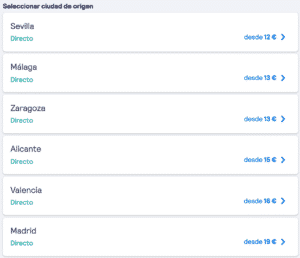 Seleccionar ciudad de origen
Sevilla
Directo
desde 12 €
Málaga
Directo
desde 13 €
Zaragoza
Directo
desde 13 €
Alicante
Directo
desde 15 €
Valencia
Directo
desde 16 €
Madrid
Directo
desde 19 €